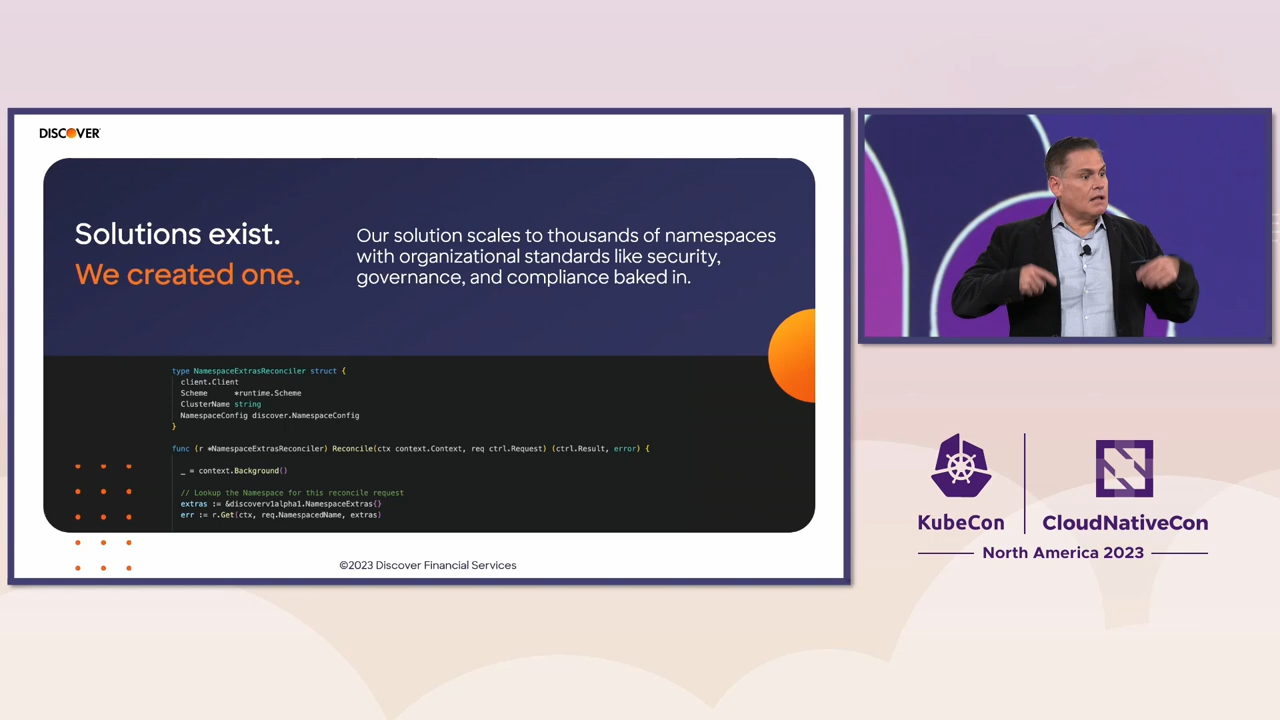 DISCOVER
Solutions exist.
We created one.
Our solution scales to thousands of namespaces
with organizational standards like security,
governance, and compliance baked in.
type NamespaceExtrasReconciler struct {
client.Client
Scheme *runtime.Scheme
ClusterName string
NamespaceConfig discover.NamespaceConfig
}
func (r *NamespaceExtrasReconciler) Reconcile(ctx context.Context, req ctrl.Request) (ctrl.Result, error) {
_ = context.Background()
// Lookup the Namespace for this reconcile request
extras := &discoverv1alpha1.NamespaceExtras{}
err := r.Get(ctx, req.NamespacedName, extras)
©2023 Discover Financial Services
KubeCon
CloudNativeCon
North America 2023